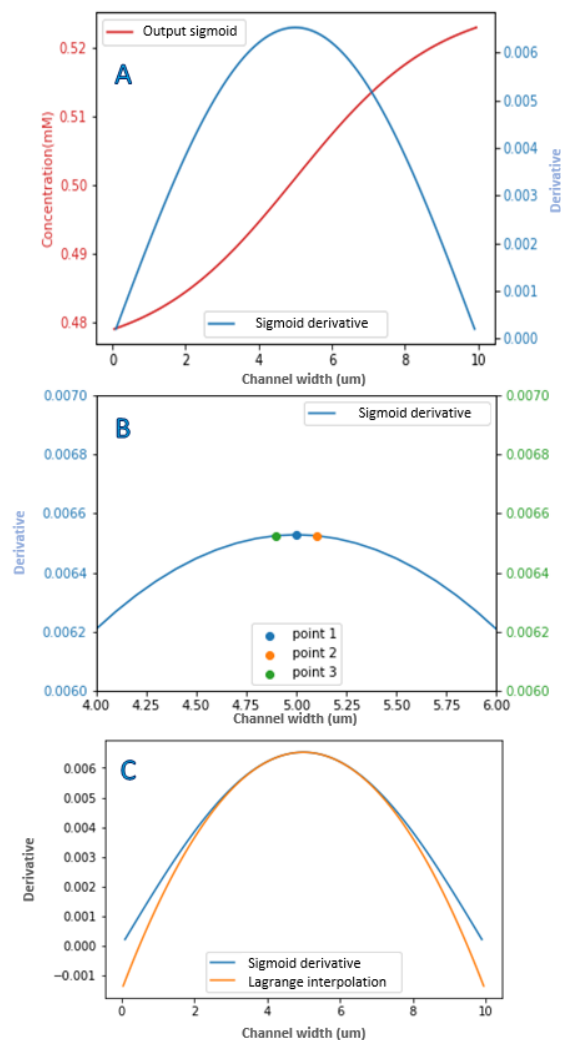 Output sigmoid
A
0.52
0.51
0.50
0.49
0.48
Concentration(mM)
0.006
0.005
0.004
0.003
0.002
0.001
0.000
Derivative
Sigmoid derivative
0 2 4 6 8 10
Channel width (um)
B
Sigmoid derivative
0.0070
0.0068
0.0066
0.0064
0.0062
0.0060
Derivative
0.0070
0.0068
0.0066
0.0064
0.0062
0.0060
point 1
point 2
point 3
4.00 4.25 4.50 4.75 5.00 5.25 5.50 5.75 6.00
Channel width (um)
C
0.006
0.005
0.004
0.003
0.002
0.001
0.000
−0.001
Derivative
Sigmoid derivative
Lagrange interpolation
0 2 4 6 8 10
Channel width (um)